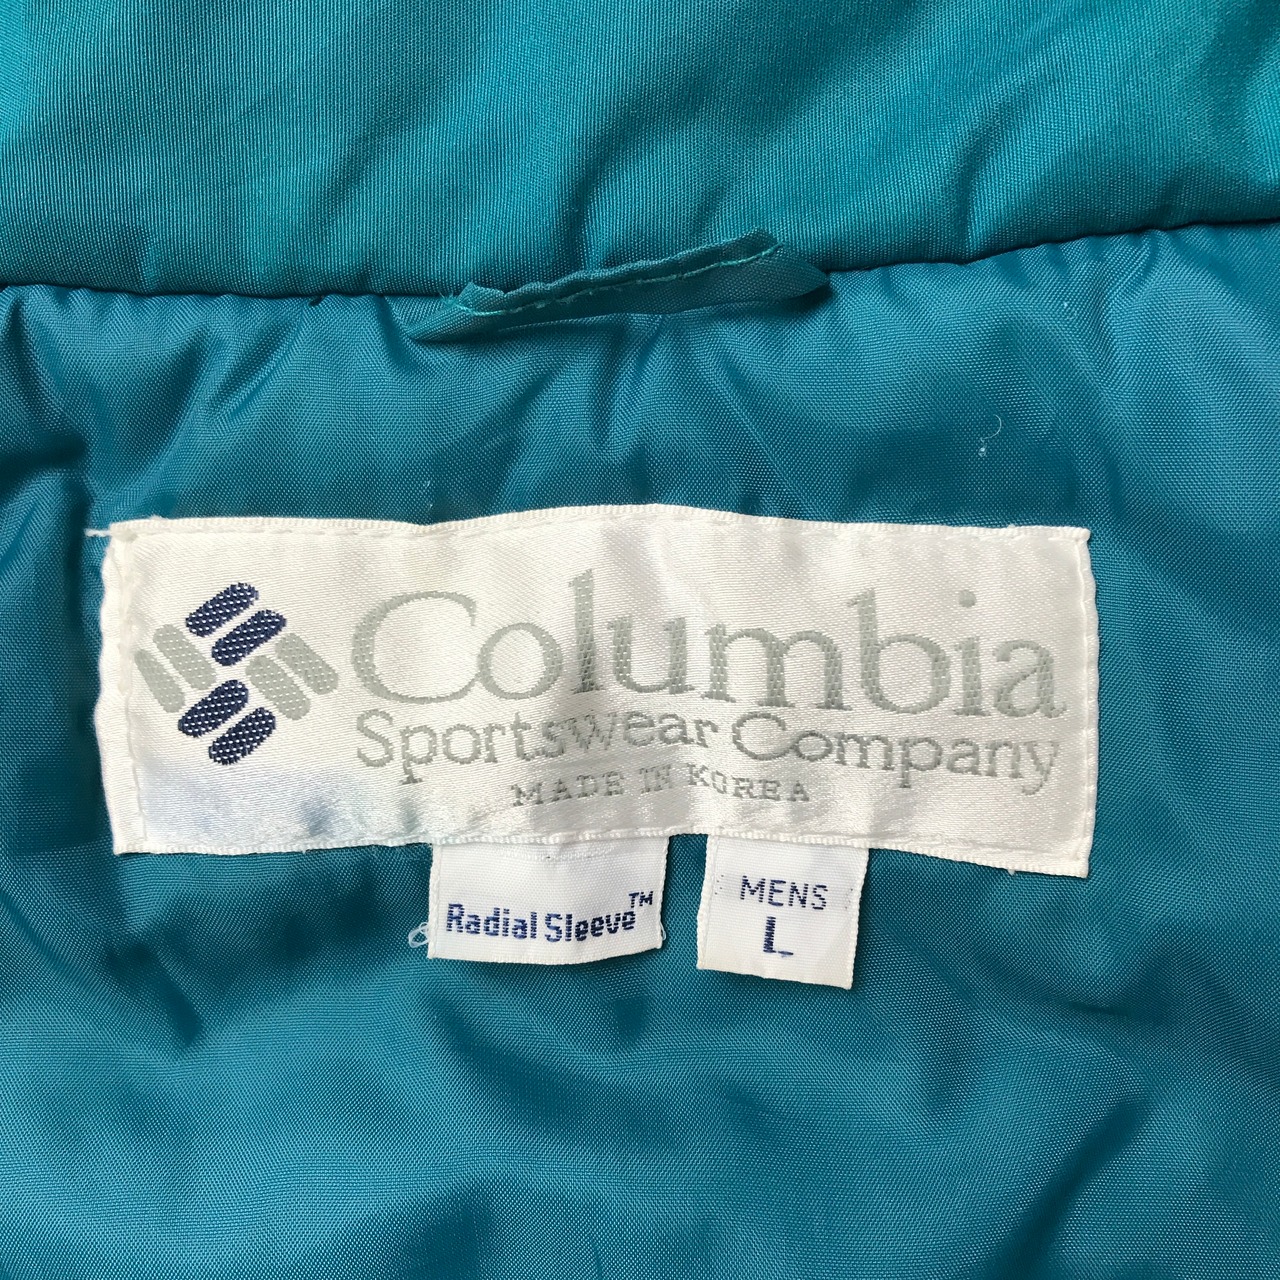 Columbia
Sportswear Company
MADE IN KOREA
Radial Sleeve™
MENS
L